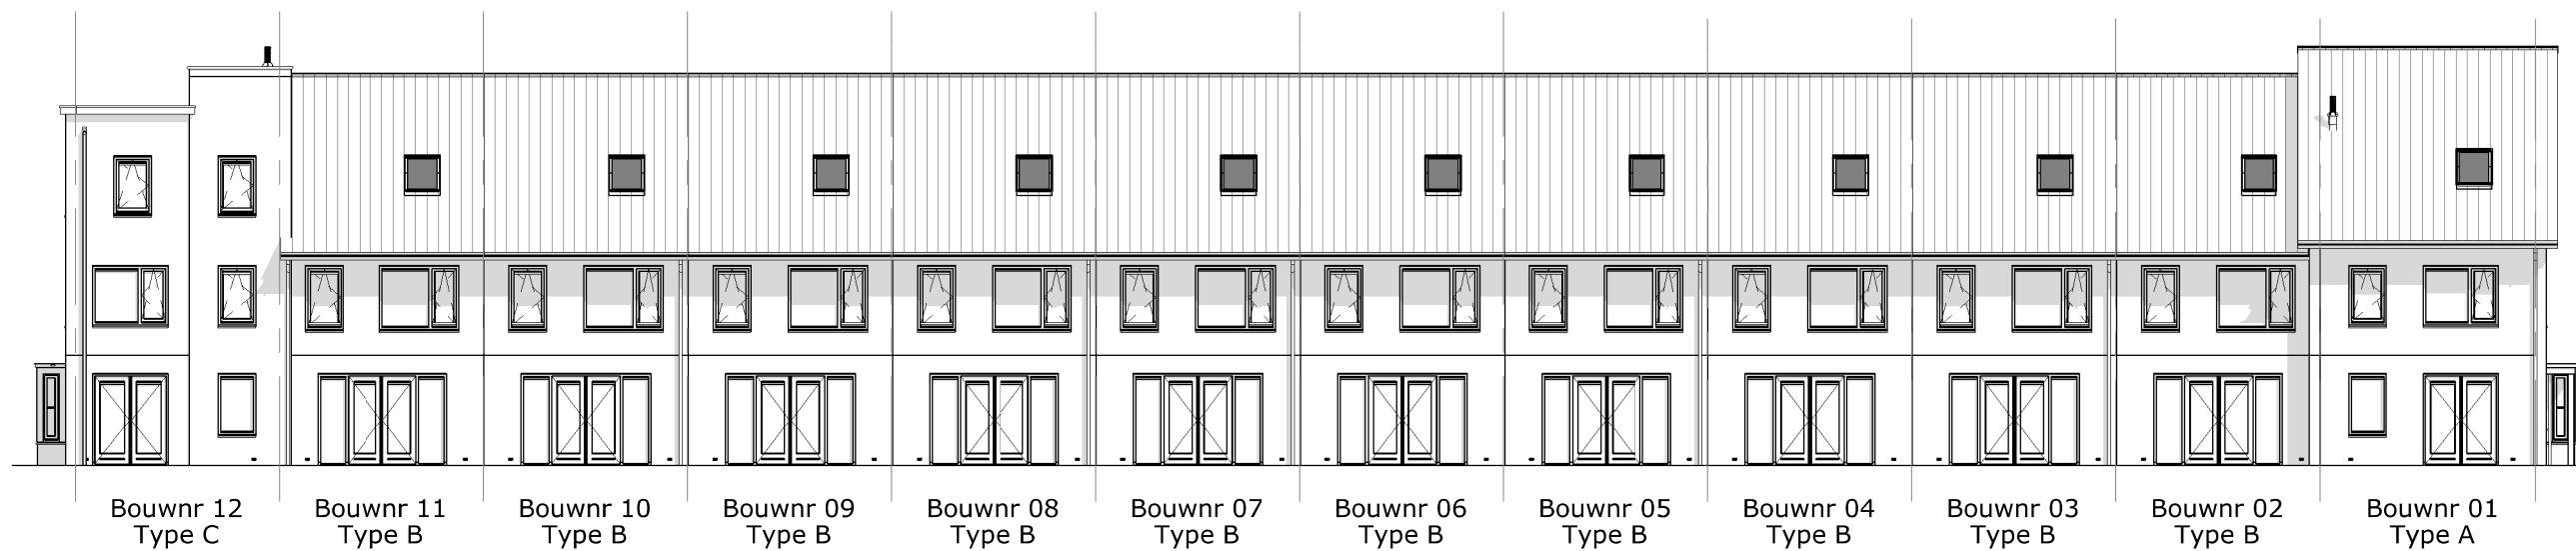 Bouwnr 12
Type C
Bouwnr 11
Type B
Bouwnr 10
Type B
Bouwnr 09
Type B
Bouwnr 08
Type B
Bouwnr 07
Type B
Bouwnr 06
Type B
Bouwnr 05
Type B
Bouwnr 04
Type B
Bouwnr 03
Type B
Bouwnr 02
Type B
Bouwnr 01
Type A